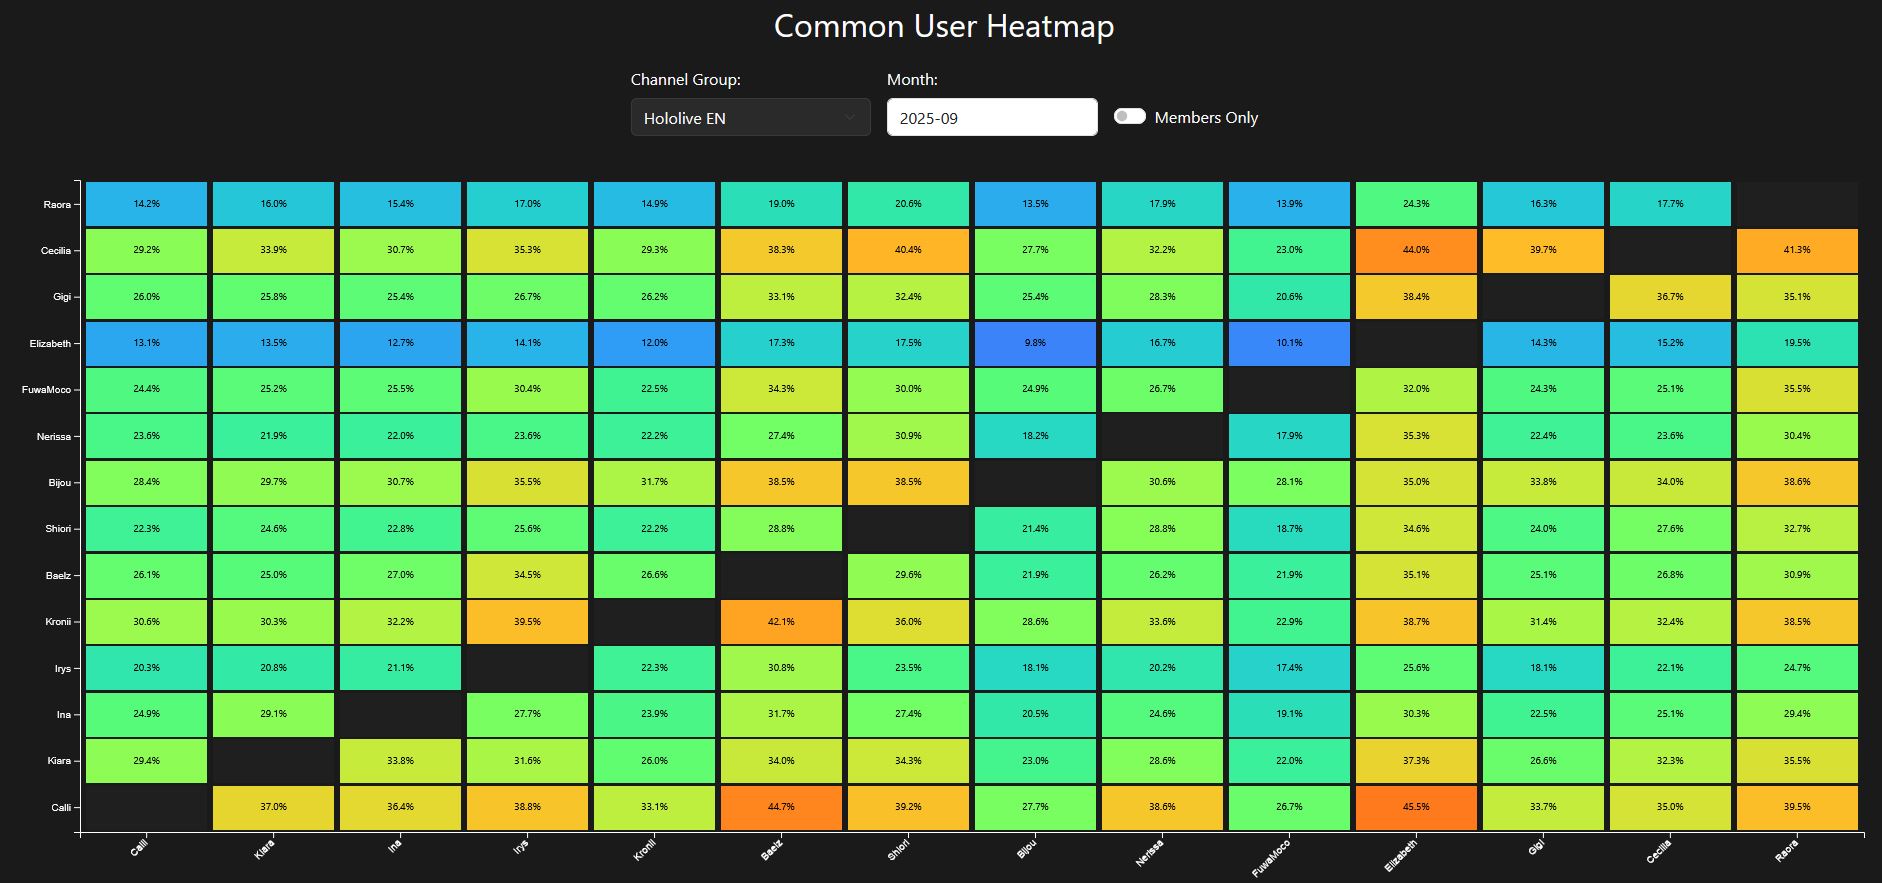 Common User Heatmap
Channel Group: Month:
Hololive EN 2025-09 Members Only
Raora 14.2% 16.0% 15.4% 17.0% 14.9% 19.0% 20.6% 13.5% 17.9% 13.9% 24.3% 16.3% 17.7%
Cecilia 29.2% 33.9% 30.7% 35.3% 29.3% 38.3% 40.4% 27.7% 32.2% 23.0% 44.0% 39.7% 41.3%
Gigi 26.0% 25.8% 25.4% 26.7% 26.2% 33.1% 32.4% 25.4% 28.3% 20.6% 38.4% 36.7% 35.1%
Elizabeth 13.1% 13.5% 12.7% 14.1% 12.0% 17.3% 17.5% 9.8% 16.7% 10.1% 14.3% 15.2% 19.5%
FuwaMoco 24.4% 25.2% 25.5% 30.4% 22.5% 34.3% 30.0% 24.9% 26.7% 32.0% 24.3% 25.1% 35.5%
Nerissa 23.6% 21.9% 22.0% 23.6% 22.2% 27.4% 30.9% 18.2% 17.9% 35.3% 22.4% 23.6% 30.4%
Bijou 28.4% 29.7% 30.7% 35.5% 31.7% 38.5% 38.5% 30.6% 28.1% 35.0% 33.8% 34.0% 38.6%
Shiori 22.3% 24.6% 22.8% 25.6% 22.2% 28.8% 21.4% 28.8% 18.7% 34.6% 24.0% 27.6% 32.7%
Baelz 26.1% 25.0% 27.0% 34.5% 26.6% 29.6% 21.9% 26.2% 21.9% 35.1% 25.1% 26.8% 30.9%
Kronii 30.6% 30.3% 32.2% 39.5% 42.1% 36.0% 28.6% 33.6% 22.9% 38.7% 31.4% 32.4% 38.5%
Irys 20.3% 20.8% 21.1% 22.3% 30.8% 23.5% 18.1% 20.2% 17.4% 25.6% 18.1% 22.1% 24.7%
Ina 24.9% 29.1% 27.7% 23.9% 31.7% 27.4% 20.5% 24.6% 19.1% 30.3% 22.5% 25.1% 29.4%
Kiara 29.4% 33.8% 31.6% 26.0% 34.0% 34.3% 23.0% 28.6% 22.0% 37.3% 26.6% 32.3% 35.5%
Calli 37.0% 36.4% 38.8% 33.1% 44.7% 39.2% 27.7% 38.6% 26.7% 45.5% 33.7% 35.0% 39.5%
Calli Kiara Ina Irys Kronii Baelz Shiori Bijou Nerissa FuwaMoco Elizabeth Gigi Cecilia Raora